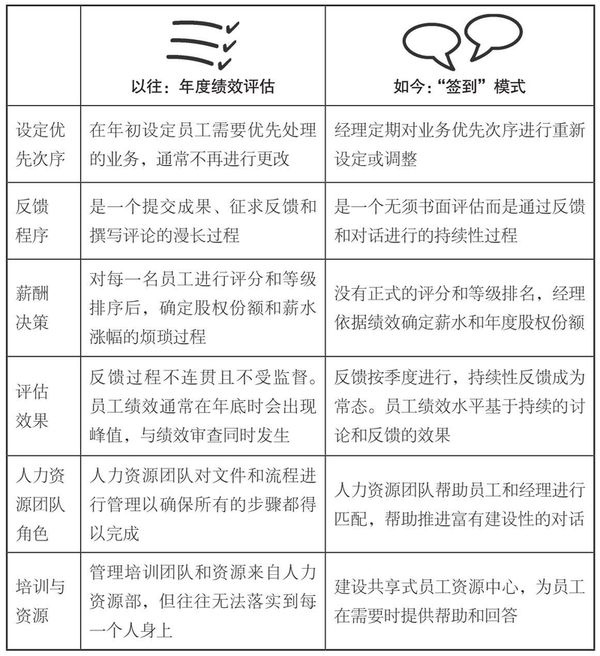 以往：年度绩效评估
如今：“签到”模式
设定优
先次序
在年初设定员工需要优先处理
的业务，通常不再进行更改
经理定期对业务优先次序进行重新
设定或调整
反馈
程序
是一个提交成果、征求反馈和
撰写评论的漫长过程
是一个无须书面评估而是通过反馈
和对话进行的持续性过程
薪酬
决策
对每一名员工进行评分和等级
排序后，确定股权份额和薪水
涨幅的烦琐过程
没有正式的评分和等级排名，经理
依据绩效确定薪水和年度股权份额
评估
效果
反馈过程不连贯且不受监督。
员工绩效通常在年底时会出现
峰值，与绩效审查同时发生
反馈按季度进行，持续性反馈成为
常态。员工绩效水平基于持续的讨
论和反馈的效果
人力资
源团队
角色
人力资源团队对文件和流程进
行管理以确保所有的步骤都得
以完成
人力资源团队帮助员工和经理进行
匹配，帮助推进富有建设性的对话
培训与
资源
管理培训团队和资源来自人力
资源部，但往往无法落实到每
一个人身上
建设共享式员工资源中心，为员工
在需要时提供帮助和回答